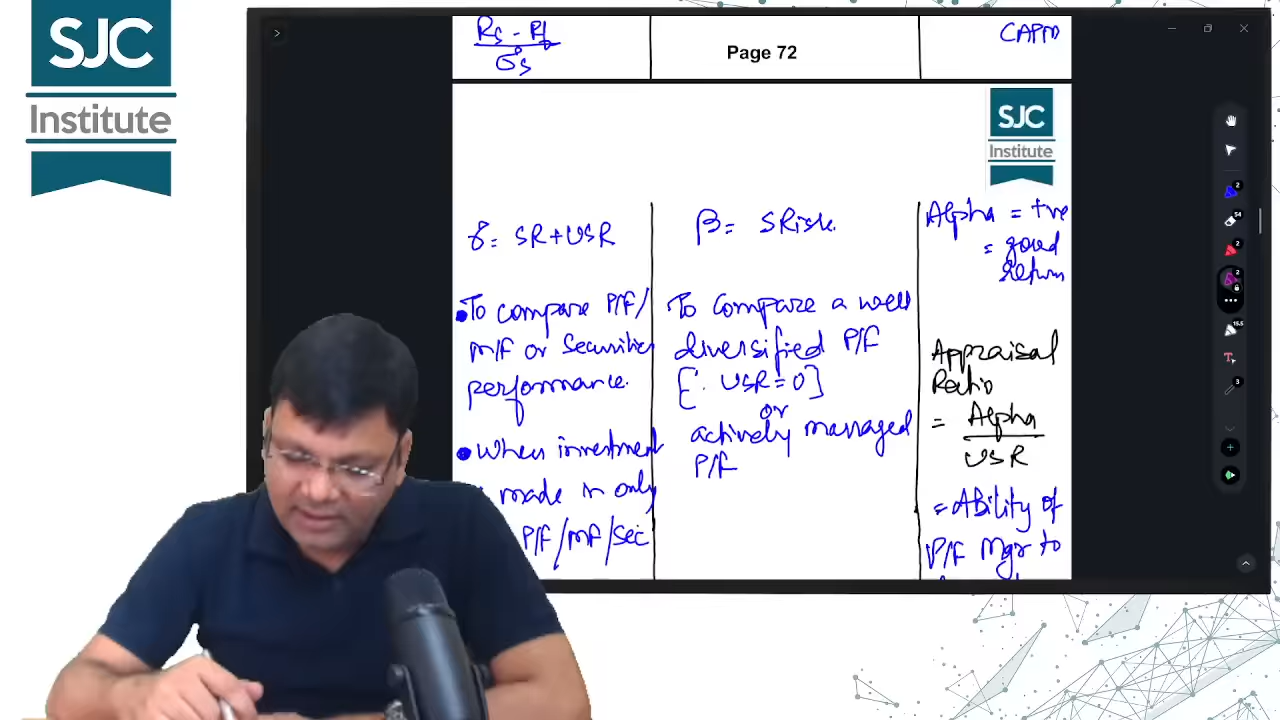 SJC
Institute
Rs - Rf
σs
Page 72
CAPM
SJC
Institute
σ = SR + USR
• To compare P/F/
M/F or Securities
performance.
• When investment
made in only
P/F/MF/Sec
β = SRisk
To compare a well
diversified P/F
[∵ USR = 0]
or
actively managed
P/F
Alpha = +ve
= good
return
Appraisal
Ratio
= Alpha
USR
= Ability of
P/F Mgr to